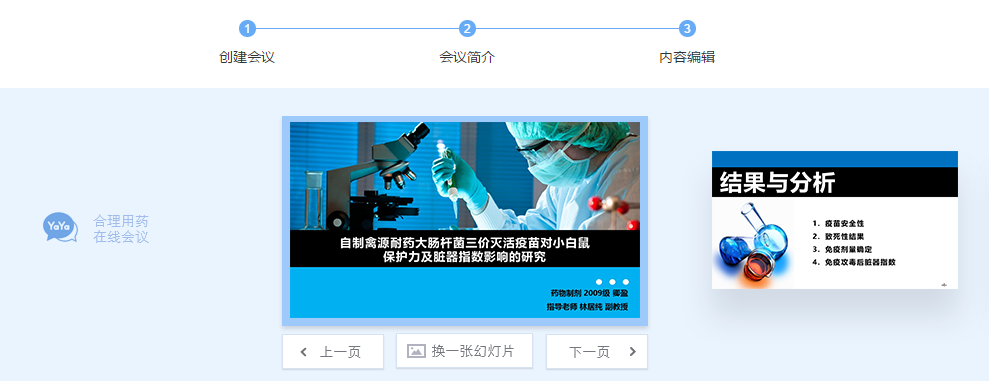 1
2
3
创建会议
会议简介
内容编辑
YaYa
合理用药
在线会议
自制禽源耐药大肠杆菌三价灭活疫苗对小白鼠
保护力及脏器指数影响的研究
药物制剂 2009级 卿盈
指导老师 林居纯 副教授
上一页
换一张幻灯片
下一页
结果与分析
1. 疫苗安全性
2. 致死性结果
3. 免疫剂量确定
4. 免疫攻毒后脏器指数